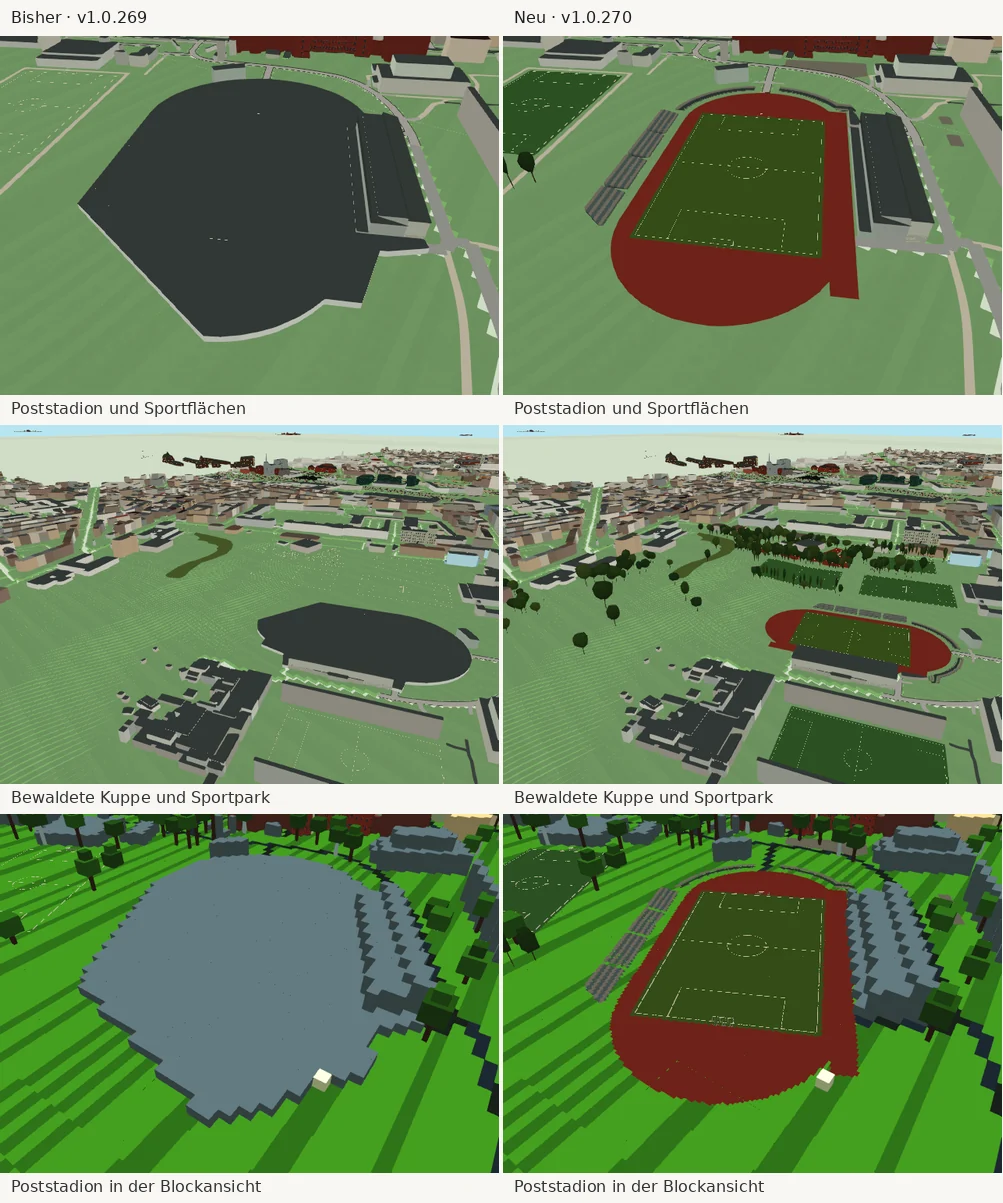 Bisher · v1.0.269
Neu · v1.0.270
Poststadion und Sportflächen
Poststadion und Sportflächen
Bewaldete Kuppe und Sportpark
Bewaldete Kuppe und Sportpark
Poststadion in der Blockansicht
Poststadion in der Blockansicht